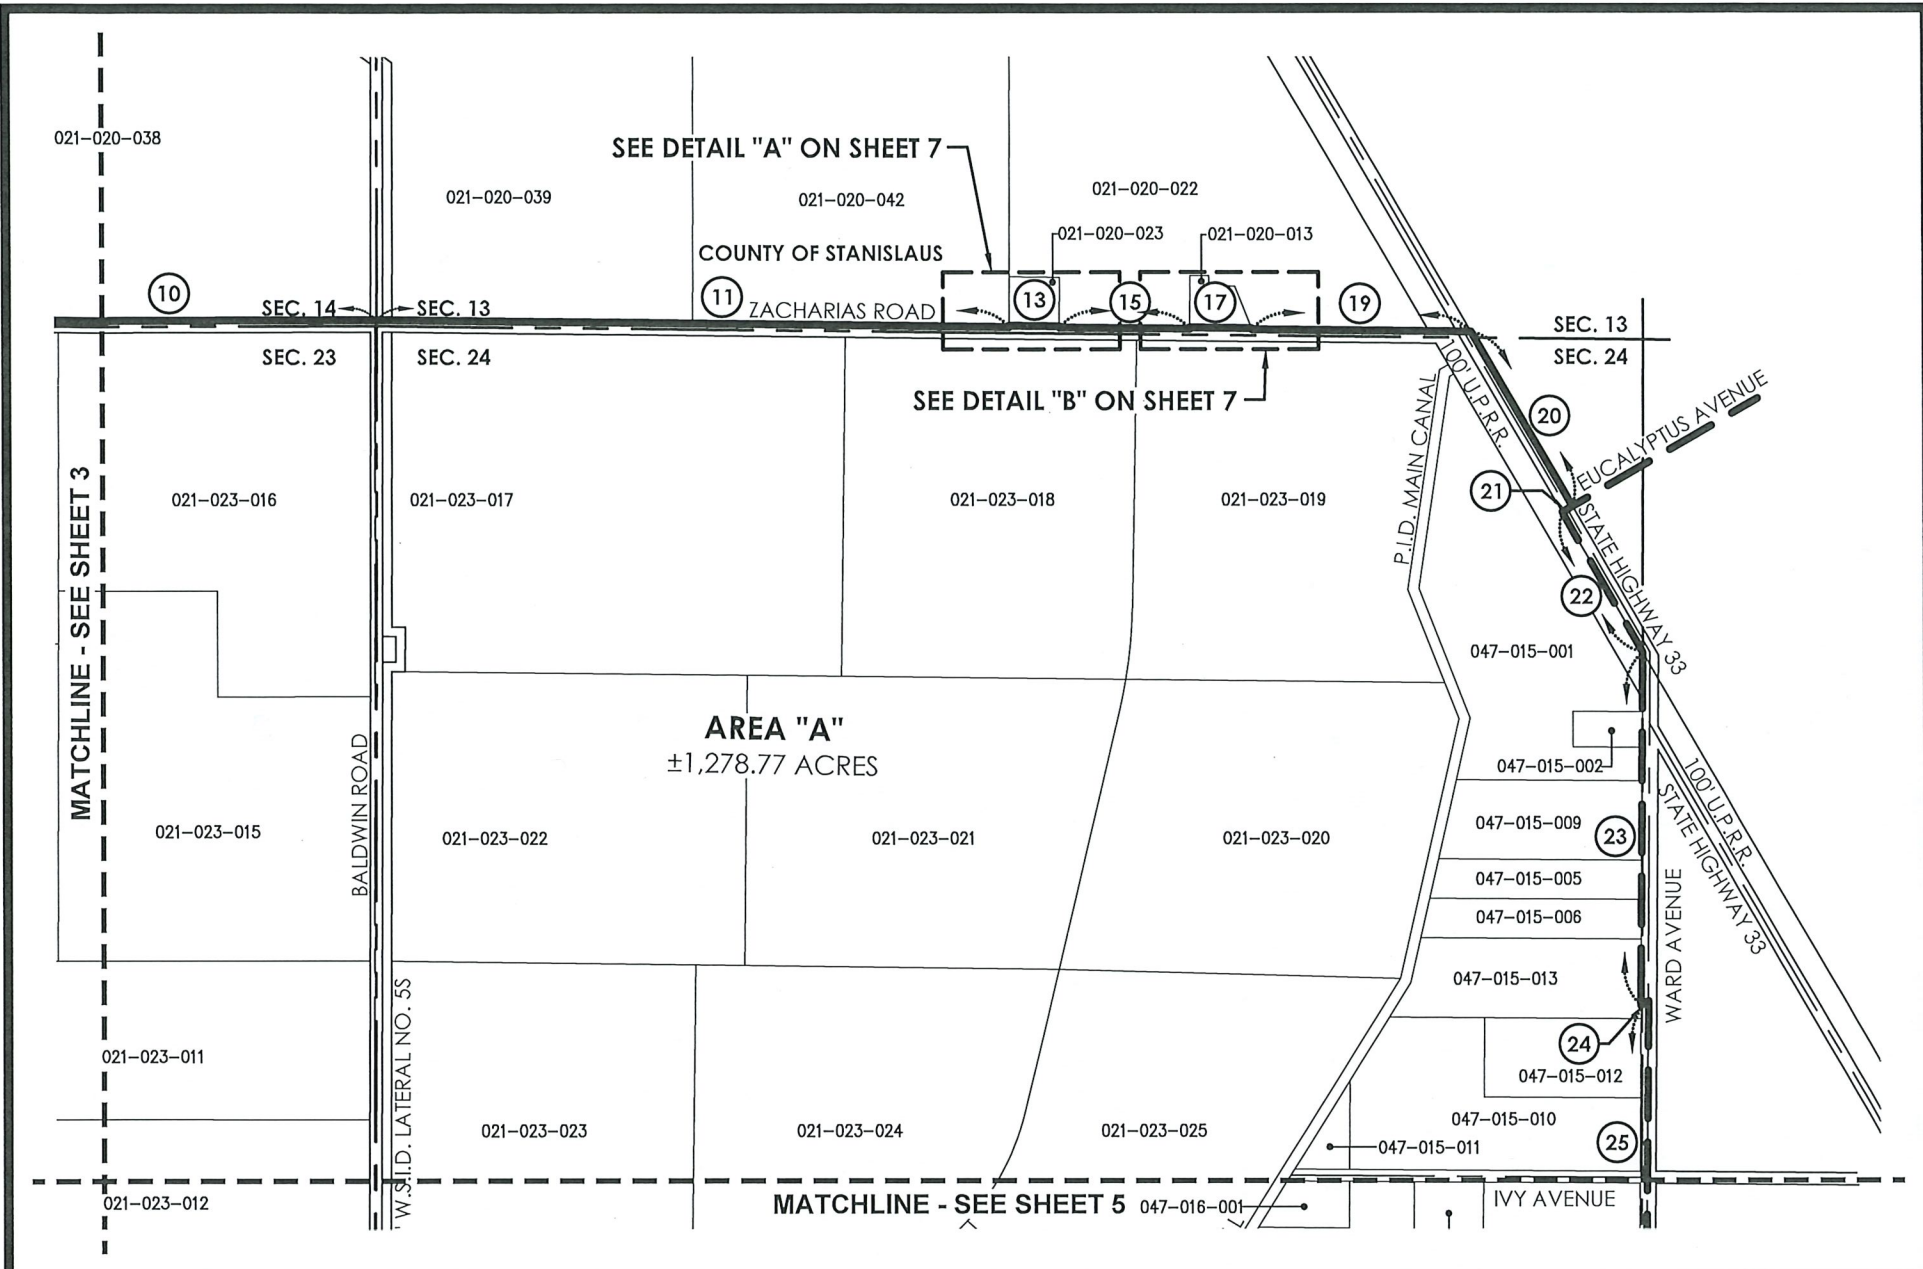 021-020-038
SEE DETAIL "A" ON SHEET 7
021-020-039
021-020-042
021-020-022
021-020-023
021-020-013
COUNTY OF STANISLAUS
10
SEC. 14
SEC. 13
11
ZACHARIAS ROAD
11
13
15
17
19
SEC. 13
SEC. 23
SEC. 24
SEC. 24
SEE DETAIL "B" ON SHEET 7
100' U.P.R.R.
20
EUCALYPTUS AVENUE
P.I.D. MAIN CANAL
21
STATE HIGHWAY 33
22
MATCHLINE - SEE SHEET 3
021-023-016
021-023-017
021-023-018
021-023-019
047-015-001
AREA "A"
±1,278.77 ACRES
047-015-002
100' U.P.R.R.
STATE HIGHWAY 33
BALDWIN ROAD
021-023-015
021-023-022
021-023-021
021-023-020
047-015-009
23
047-015-005
047-015-006
WARD AVENUE
047-015-013
W.S.I.D. LATERAL NO. 5S
24
021-023-011
047-015-012
021-023-023
021-023-024
021-023-025
047-015-010
047-015-011
25
021-023-012
MATCHLINE - SEE SHEET 5
047-016-001
IVY AVENUE